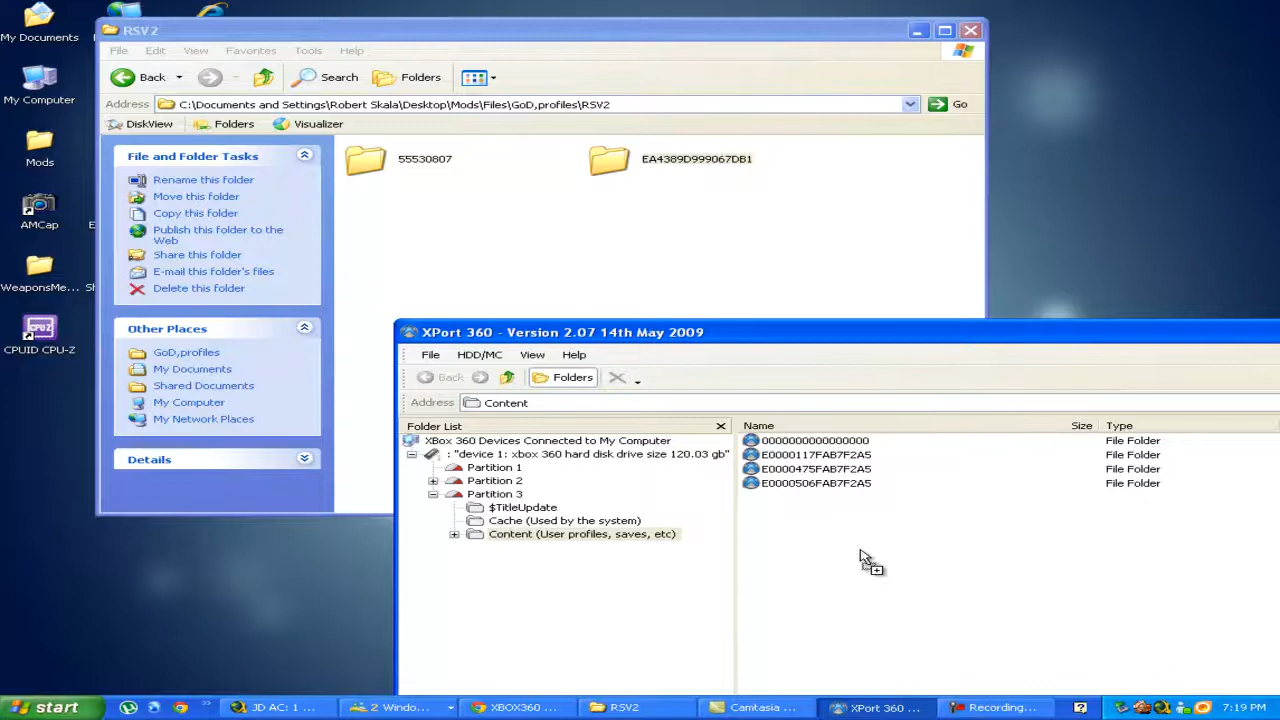 My Documents
My Computer
Mods
AMCap
WeaponsMe...
CPU-Z
CPUID CPU-Z
RSV2
File Edit View Favorites Tools Help
Back Search Folders
Address C:\Documents and Settings\Robert Skala\Desktop\Mods\Files\GoD,profiles\RSV2 Go
DiskView Folders Visualizer
File and Folder Tasks
Rename this folder
Move this folder
Copy this folder
Publish this folder to the
Web
Share this folder
E-mail this folder's files
Delete this folder
Other Places
GoD,profiles
My Documents
Shared Documents
My Computer
My Network Places
Details
55530807 EA4389D999067DB1
XPort 360 - Version 2.07 14th May 2009
File HDD/MC View Help
Back Folders
Address Content
Folder List
XBox 360 Devices Connected to My Computer
: "device 1: xbox 360 hard disk drive size 120.03 gb"
Partition 1
Partition 2
Partition 3
$TitleUpdate
Cache (Used by the system)
Content (User profiles, saves, etc)
Name Size Type
0000000000000000 File Folder
E0000117FAB7F2A5 File Folder
E0000475FAB7F2A5 File Folder
E0000506FAB7F2A5 File Folder
start JD AC: 1 ... 2 Windo... XBOX360 ... RSV2 Camtasia ... XPort 360 ... Recording... 7:19 PM